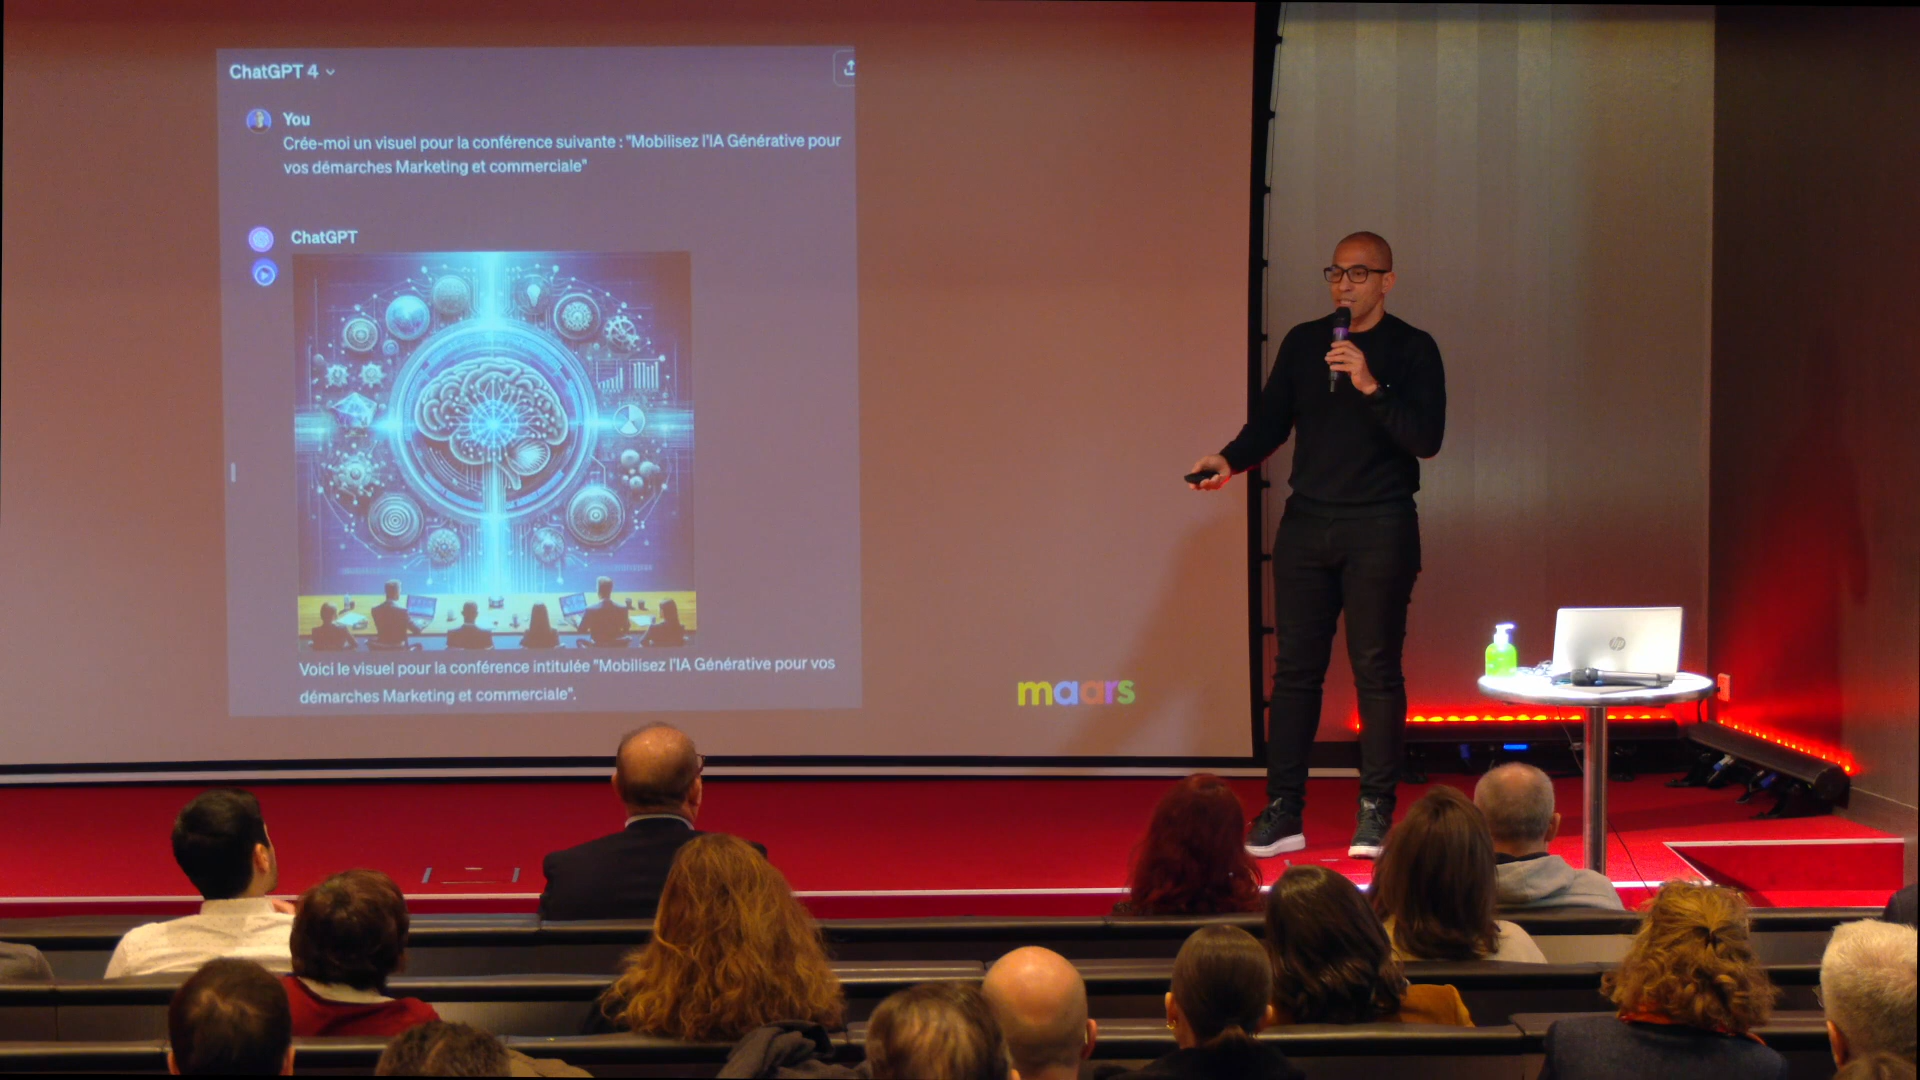 ChatGPT 4
You
Crée-moi un visuel pour la conférence suivante : "Mobilisez l'IA Générative pour
vos démarches Marketing et commerciale"
ChatGPT
Voici le visuel pour la conférence intitulée "Mobilisez l'IA Générative pour vos
démarches Marketing et commerciale".
maars
hp